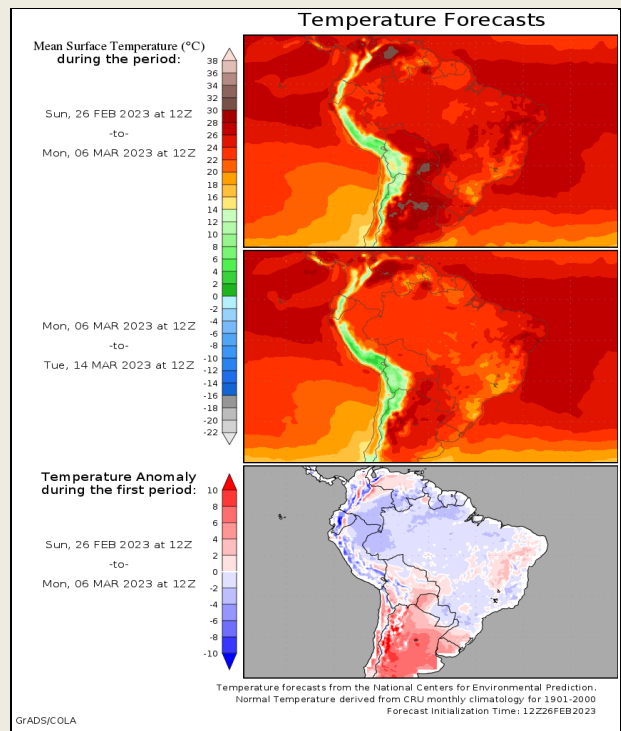 Temperature Forecasts
Mean Surface Temperature (°C)
during the period:
Sun, 26 FEB 2023 at 12Z
-to-
Mon, 06 MAR 2023 at 12Z
38
36
34
32
30
28
26
24
22
20
18
16
14
12
10
8
6
4
2
0
-2
-4
-6
-8
-10
-12
-14
-16
-17
-18
-20
-22
Mon, 06 MAR 2023 at 12Z
-to-
Tue, 14 MAR 2023 at 12Z
Temperature Anomaly
during the first period:
Sun, 26 FEB 2023 at 12Z
-to-
Mon, 06 MAR 2023 at 12Z
10
8
6
4
2
0
-2
-4
-6
-8
-10
Temperature forecasts from the National Centers for Environmental Prediction.
Normal Temperature derived from CRU monthly climatology for 1901-2000
Forecast Initialization Time: 12Z26FEB2023
GrADS/COLA